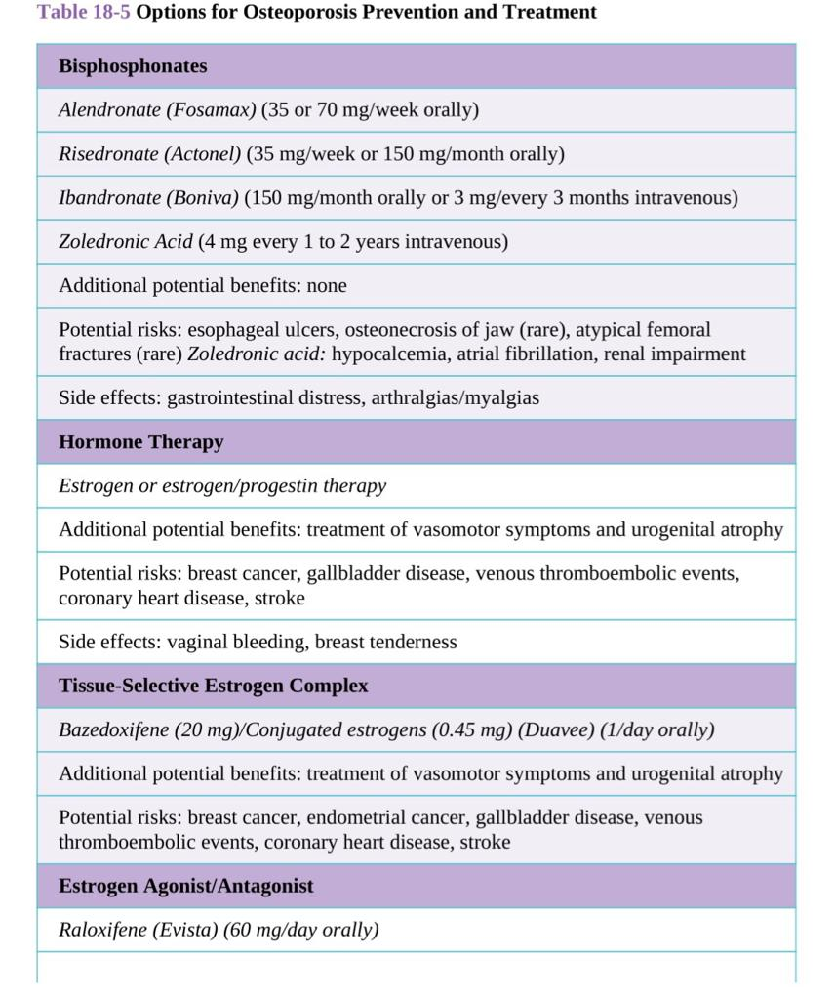 Table 18-5 Options for Osteoporosis Prevention and Treatment
Bisphosphonates
Alendronate (Fosamax) (35 or 70 mg/week orally)
Risedronate (Actonel) (35 mg/week or 150 mg/month orally)
Ibandronate (Boniva) (150 mg/month orally or 3 mg/every 3 months intravenous)
Zoledronic Acid (4 mg every 1 to 2 years intravenous)
Additional potential benefits: none
Potential risks: esophageal ulcers, osteonecrosis of jaw (rare), atypical femoral
fractures (rare) Zoledronic acid: hypocalcemia, atrial fibrillation, renal impairment
Side effects: gastrointestinal distress, arthralgias/myalgias
Hormone Therapy
Estrogen or estrogen/progestin therapy
Additional potential benefits: treatment of vasomotor symptoms and urogenital atrophy
Potential risks: breast cancer, gallbladder disease, venous thromboembolic events,
coronary heart disease, stroke
Side effects: vaginal bleeding, breast tenderness
Tissue-Selective Estrogen Complex
Bazedoxifene (20 mg)/Conjugated estrogens (0.45 mg) (Duavee) (1/day orally)
Additional potential benefits: treatment of vasomotor symptoms and urogenital atrophy
Potential risks: breast cancer, endometrial cancer, gallbladder disease, venous
thromboembolic events, coronary heart disease, stroke
Estrogen Agonist/Antagonist
Raloxifene (Evista) (60 mg/day orally)